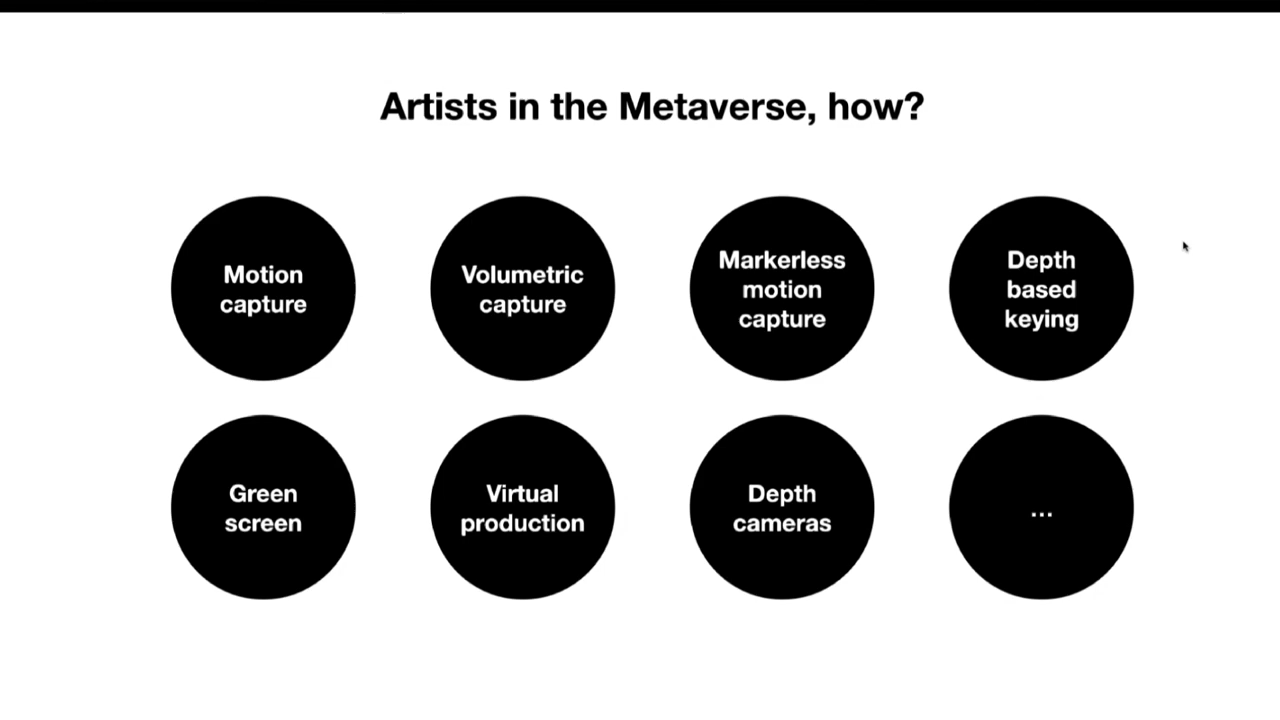 Artists in the Metaverse, how?
Motion
capture
Volumetric
capture
Markerless
motion
capture
Depth
based
keying
Green
screen
Virtual
production
Depth
cameras
...